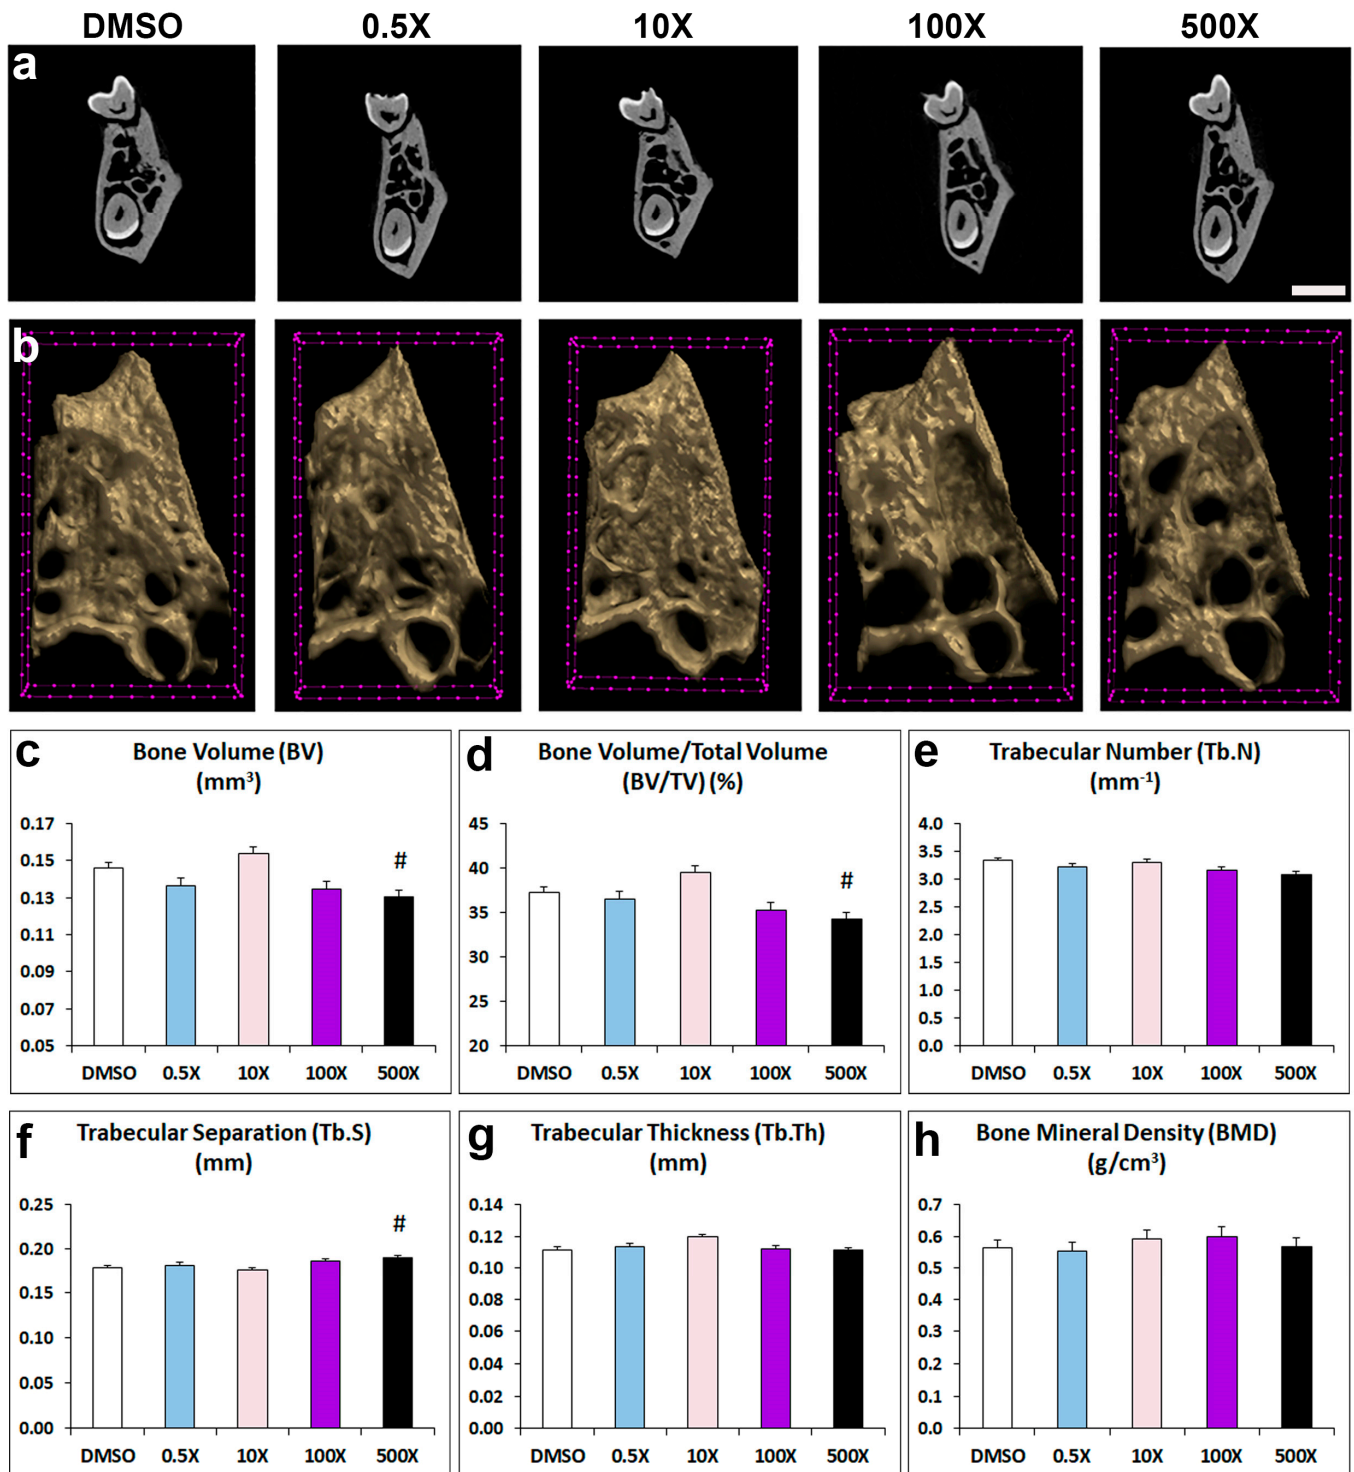 DMSO 0.5X 10X 100X 500X
a
b
c
Bone Volume (BV)
(mm³)
0.17
0.15
0.13
0.11
0.09
0.07
0.05
#
DMSO 0.5X 10X 100X 500X
d
Bone Volume/Total Volume
(BV/TV) (%)
45
40
35
30
25
20
#
DMSO 0.5X 10X 100X 500X
e
Trabecular Number (Tb.N)
(mm⁻¹)
4.0
3.5
3.0
2.5
2.0
1.5
1.0
0.5
0.0
DMSO 0.5X 10X 100X 500X
f
Trabecular Separation (Tb.S)
(mm)
0.25
0.20
0.15
0.10
0.05
0.00
#
DMSO 0.5X 10X 100X 500X
g
Trabecular Thickness (Tb.Th)
(mm)
0.14
0.12
0.10
0.08
0.06
0.04
0.02
0.00
DMSO 0.5X 10X 100X 500X
h
Bone Mineral Density (BMD)
(g/cm³)
0.7
0.6
0.5
0.4
0.3
0.2
0.1
0.0
DMSO 0.5X 10X 100X 500X